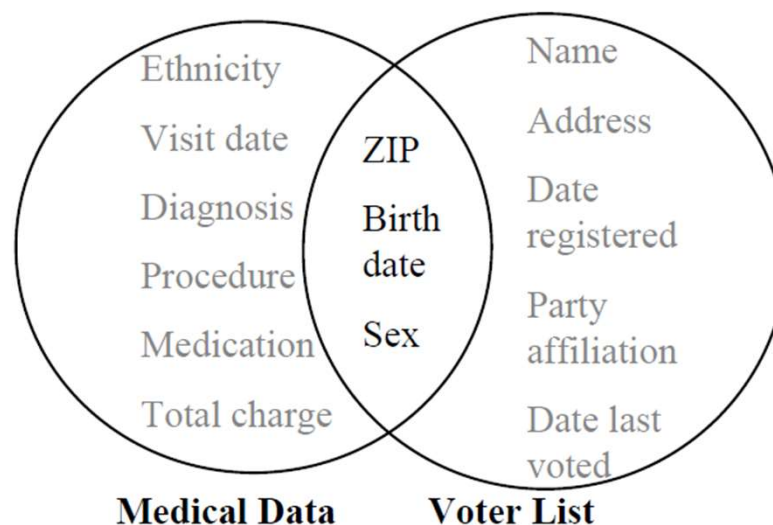 Ethnicity
Visit date
Diagnosis
Procedure
Medication
Total charge
ZIP
Birth
date
Sex
Name
Address
Date
registered
Party
affiliation
Date last
voted
Medical Data
Voter List